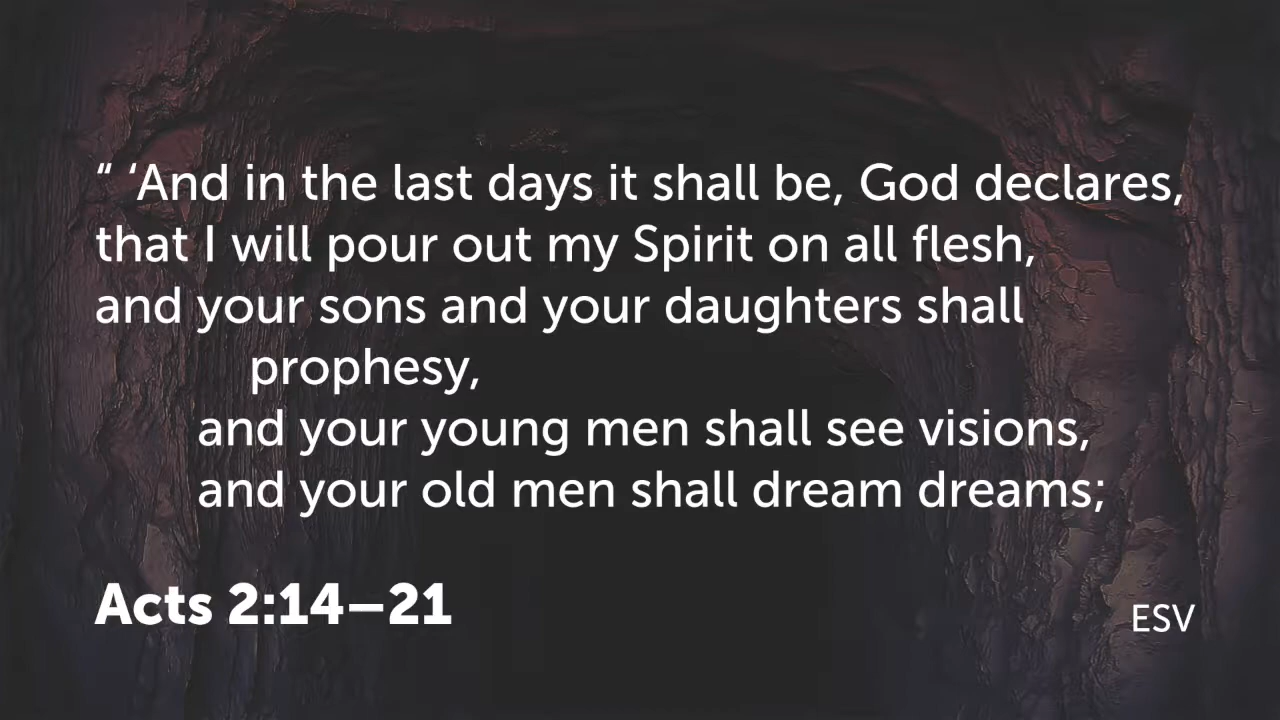 “ ‘And in the last days it shall be, God declares,
that I will pour out my Spirit on all flesh,
and your sons and your daughters shall
prophesy,
and your young men shall see visions,
and your old men shall dream dreams;
Acts 2:14–21
ESV